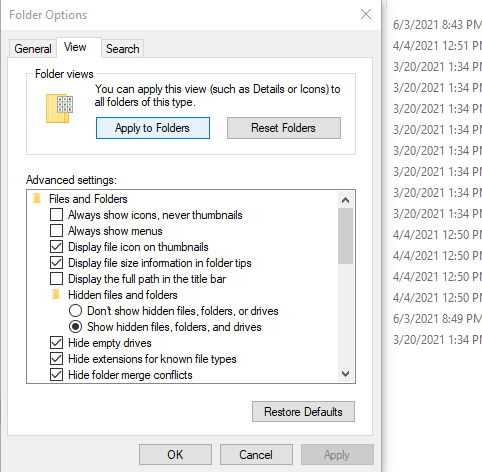 Folder Options
General
View
Search
Folder views
You can apply this view (such as Details or Icons) to
all folders of this type.
Apply to Folders
Reset Folders
Advanced settings:
Files and Folders
Always show icons, never thumbnails
Always show menus
Display file icon on thumbnails
Display file size information in folder tips
Display the full path in the title bar
Hidden files and folders
Don't show hidden files, folders, or drives
Show hidden files, folders, and drives
Hide empty drives
Hide extensions for known file types
Hide folder merge conflicts
Restore Defaults
OK
Cancel
Apply
6/3/2021 8:43 PM
4/4/2021 12:51 PM
3/20/2021 1:34 PM
3/20/2021 1:34 PM
3/20/2021 1:34 PM
3/20/2021 1:34 PM
3/20/2021 1:34 PM
3/20/2021 1:34 PM
3/20/2021 1:34 PM
3/20/2021 1:34 PM
4/4/2021 12:50 PM
4/4/2021 12:50 PM
4/4/2021 12:50 PM
4/4/2021 12:50 PM
6/3/2021 8:49 PM
3/20/2021 1:34 PM